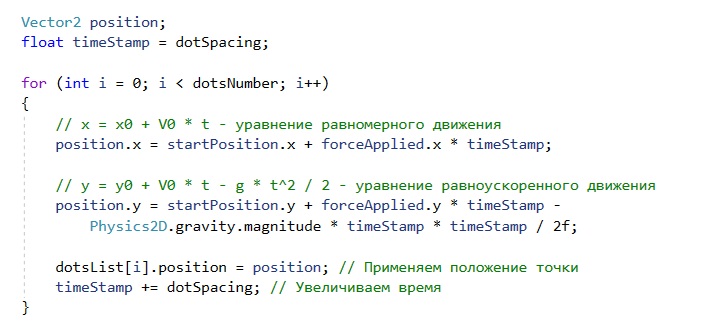 Vector2 position;
float timeStamp = dotSpacing;

for (int i = 0; i < dotsNumber; i++)
{
    // x = x0 + V0 * t - уравнение равномерного движения
    position.x = startPosition.x + forceApplied.x * timeStamp;

    // y = y0 + V0 * t - g * t^2 / 2 - уравнение равноускоренного движения
    position.y = startPosition.y + forceApplied.y * timeStamp -
        Physics2D.gravity.magnitude * timeStamp * timeStamp / 2f;

    dotsList[i].position = position; // Применяем положение точки
    timeStamp += dotSpacing; // Увеличиваем время
}